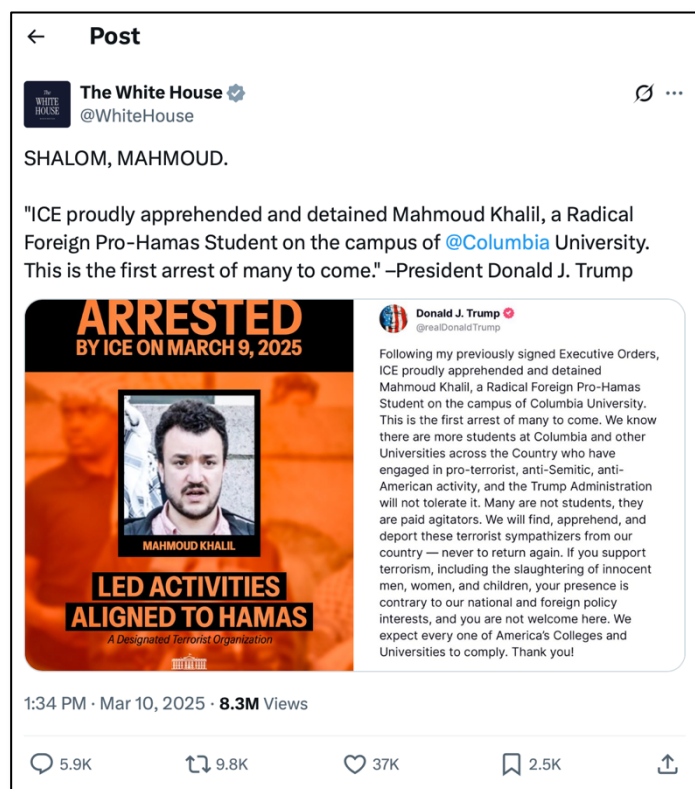 Post
The White House
@WhiteHouse
The
WHITE
HOUSE
SHALOM, MAHMOUD.
"ICE proudly apprehended and detained Mahmoud Khalil, a Radical
Foreign Pro-Hamas Student on the campus of @Columbia University.
This is the first arrest of many to come." –President Donald J. Trump
ARRESTED
BY ICE ON MARCH 9, 2025
MAHMOUD KHALIL
LED ACTIVITIES
ALIGNED TO HAMAS
A Designated Terrorist Organization
Donald J. Trump
@realDonaldTrump
Following my previously signed Executive Orders,
ICE proudly apprehended and detained
Mahmoud Khalil, a Radical Foreign Pro-Hamas
Student on the campus of Columbia University.
This is the first arrest of many to come. We know
there are more students at Columbia and other
Universities across the Country who have
engaged in pro-terrorist, anti-Semitic, anti-
American activity, and the Trump Administration
will not tolerate it. Many are not students, they
are paid agitators. We will find, apprehend, and
deport these terrorist sympathizers from our
country — never to return again. If you support
terrorism, including the slaughtering of innocent
men, women, and children, your presence is
contrary to our national and foreign policy
interests, and you are not welcome here. We
expect every one of America's Colleges and
Universities to comply. Thank you!
1:34 PM · Mar 10, 2025 · 8.3M Views
5.9K 9.8K 37K 2.5K